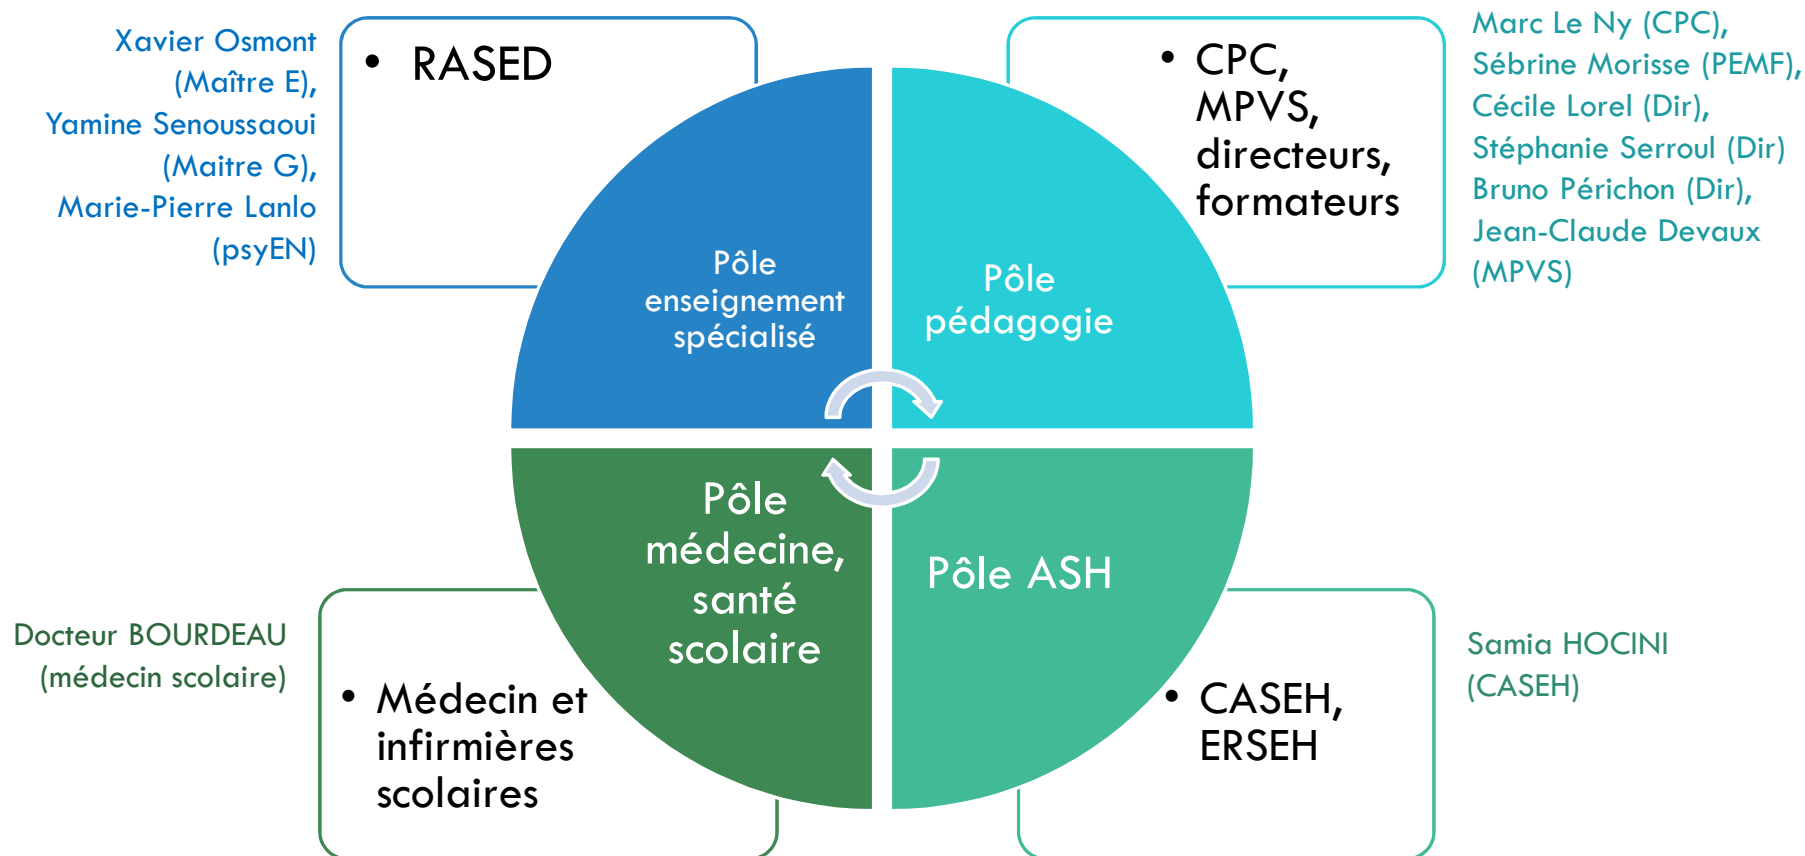 Xavier Osmont
(Maître E),
Yamine Senoussaoui
(Maitre G),
Marie-Pierre Lanlo
(psyEN)
• RASED
Pôle
enseignement
spécialisé
• CPC,
MPVS,
directeurs,
formateurs
Pôle
pédagogie
Marc Le Ny (CPC),
Sébrine Morisse (PEMF),
Cécile Lorel (Dir),
Stéphanie Serroul (Dir)
Bruno Périchon (Dir),
Jean-Claude Devaux
(MPVS)
Docteur BOURDEAU
(médecin scolaire)
Pôle
médecine,
santé
scolaire
• Médecin et
infirmières
scolaires
Pôle ASH
• CASEH,
ERSEH
Samia HOCINI
(CASEH)